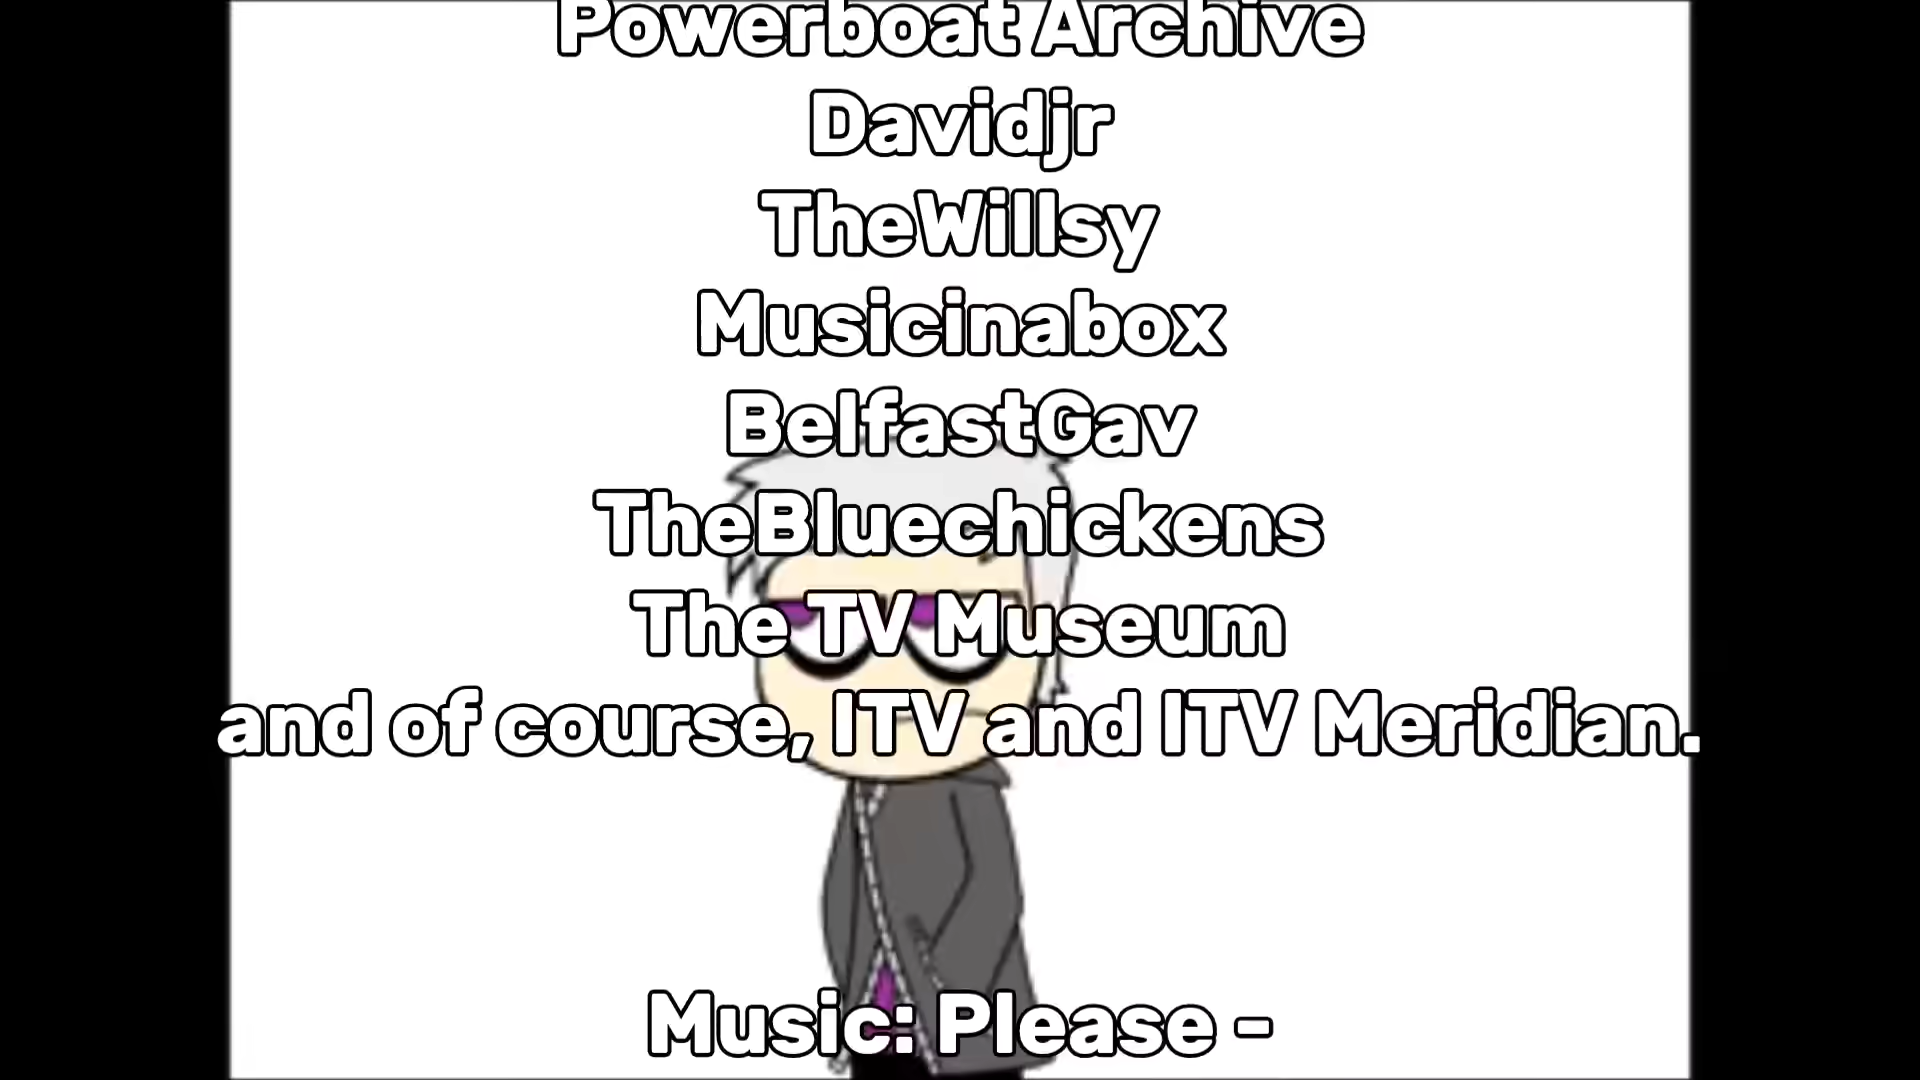 Powerboat Archive
Davidjr
TheWillsy
Musicinabox
BelfastGav
TheBluechickens
The TV Museum
and of course, ITV and ITV Meridian.
Music: Please -